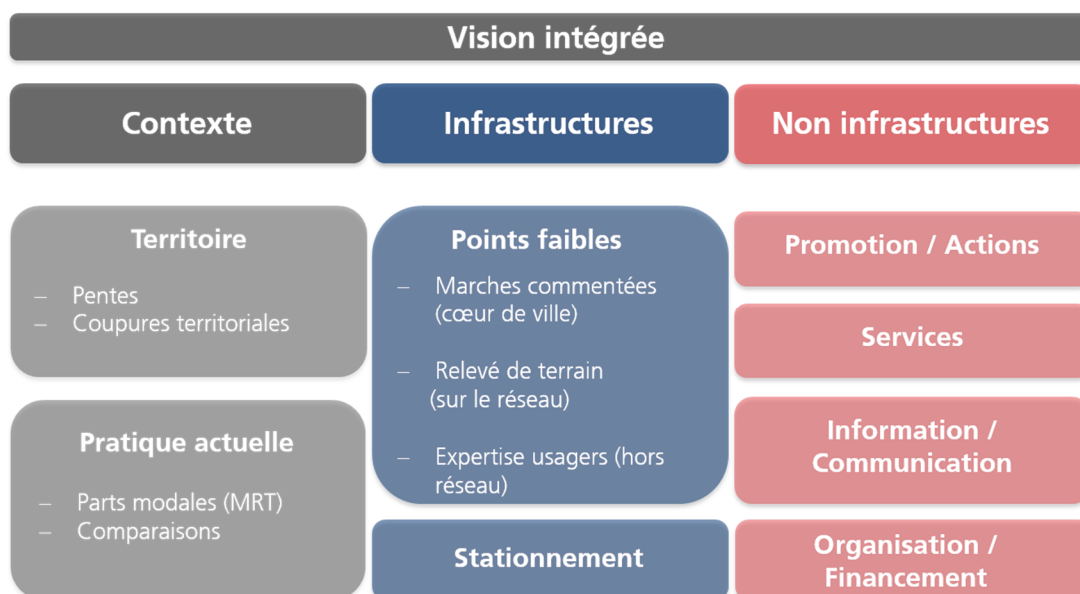 Vision intégrée
Contexte
Infrastructures
Non infrastructures
Territoire
– Pentes
– Coupures territoriales
Pratique actuelle
– Parts modales (MRT)
– Comparaisons
Points faibles
– Marches commentées
(cœur de ville)
– Relevé de terrain
(sur le réseau)
– Expertise usagers (hors
réseau)
Stationnement
Promotion / Actions
Services
Information /
Communication
Organisation /
Financement